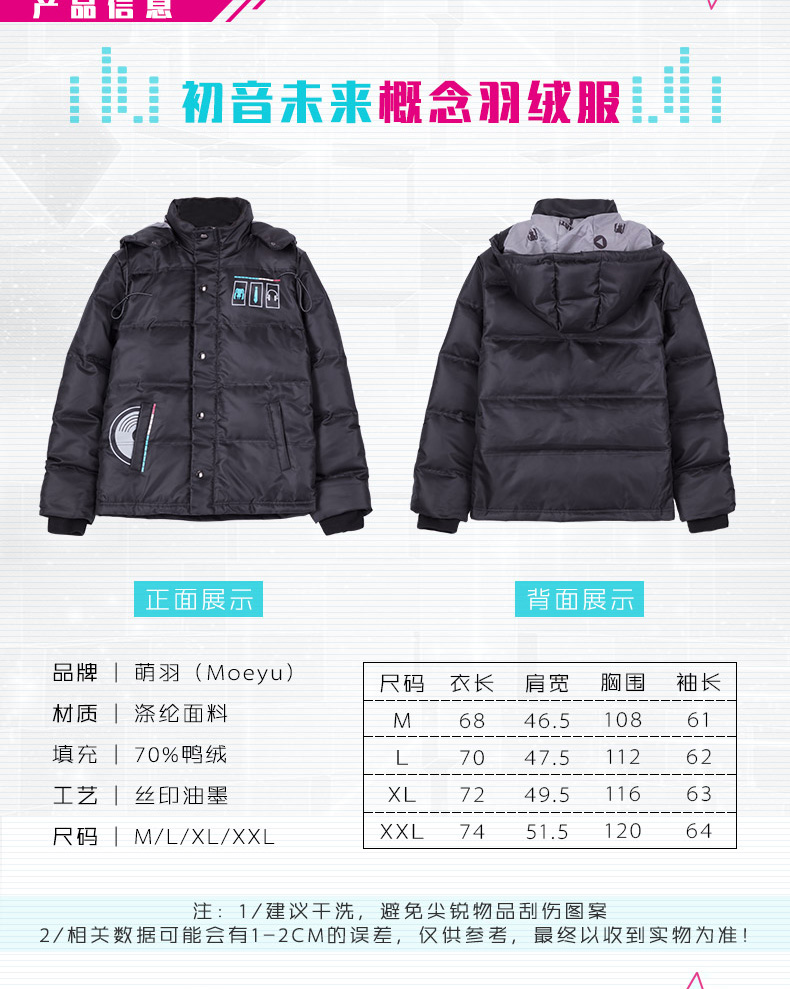 产品信息
初音未来概念羽绒服
正面展示
背面展示
品牌 | 萌羽（Moeyu）
材质 | 涤纶面料
填充 | 70%鸭绒
工艺 | 丝印油墨
尺码 | M/L/XL/XXL
尺码 衣长 肩宽 胸围 袖长
M 68 46.5 108 61
L 70 47.5 112 62
XL 72 49.5 116 63
XXL 74 51.5 120 64
注：1/建议干洗，避免尖锐物品刮伤图案
2/相关数据可能会有1-2CM的误差，仅供参考，最终以收到实物为准！